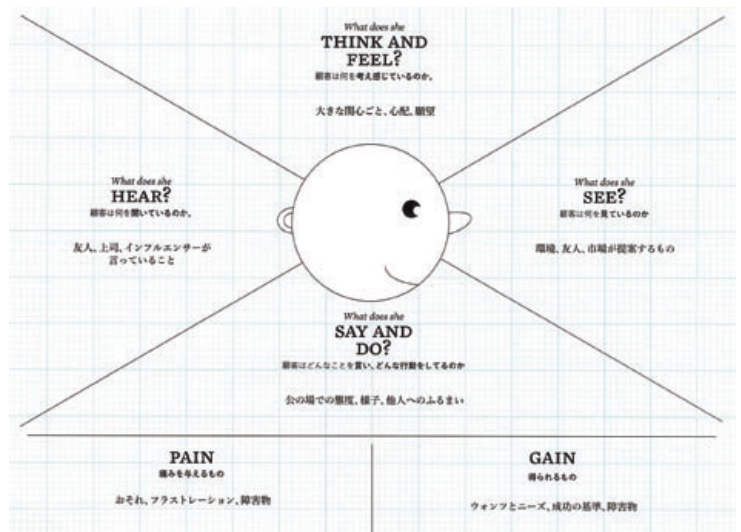 What does she
THINK AND
FEEL?
顧客は何を考え感じているのか。
大きな関心ごと、心配、願望
What does she
HEAR?
顧客は何を聞いているのか。
友人、上司、インフルエンサーが
言っていること
What does she
SEE?
顧客は何を見ているのか
環境、友人、市場が提案するもの
What does she
SAY AND
DO?
顧客はどんなことを言い、どんな行動をしてるのか
公の場での態度、様子、他人へのふるまい
PAIN
痛みを与えるもの
おそれ、フラストレーション、障害物
GAIN
得られるもの
ウォンツとニーズ、成功の基準、障害物